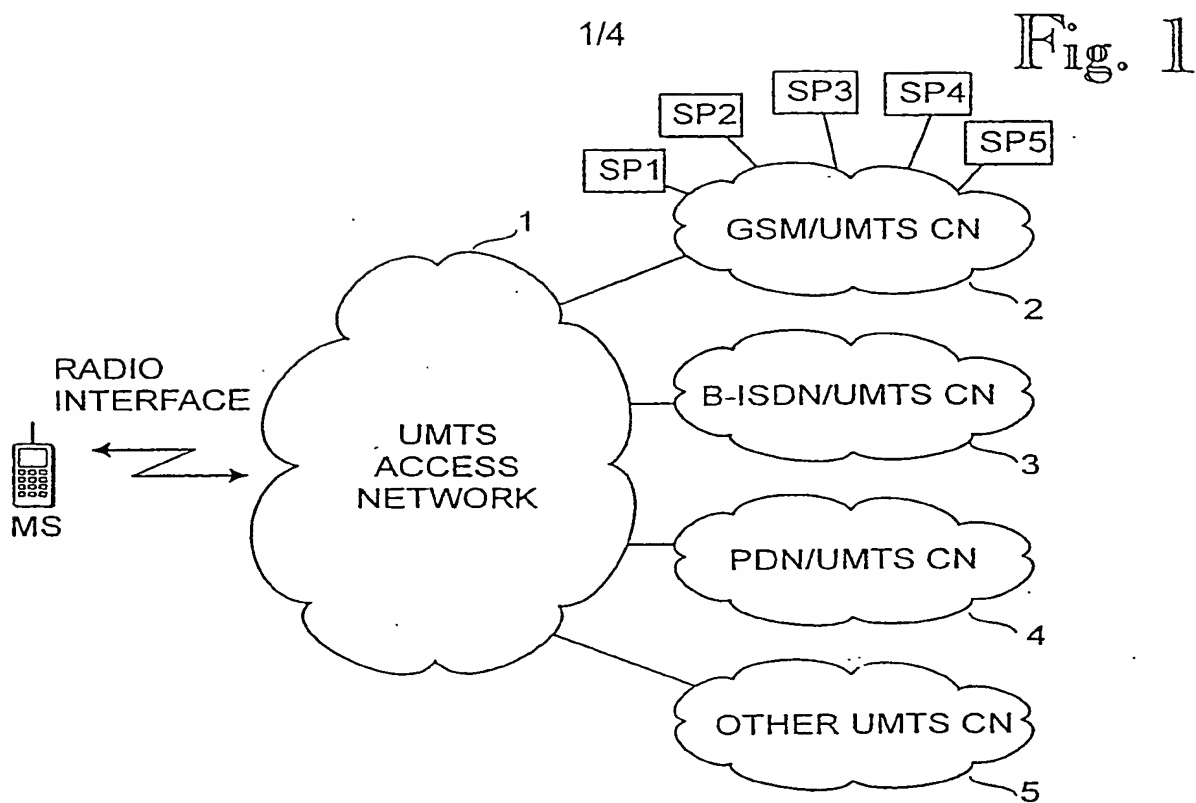 1/4
Fig. 1
SP1
SP2
SP3
SP4
SP5
GSM/UMTS CN
2
1
RADIO
INTERFACE
MS
UMTS
ACCESS
NETWORK
B-ISDN/UMTS CN
3
PDN/UMTS CN
4
OTHER UMTS CN
5